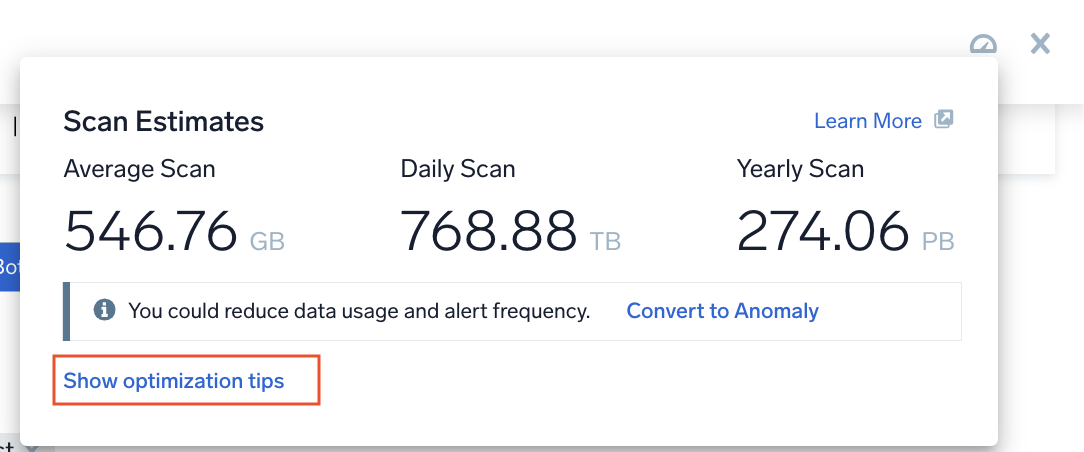 Scan Estimates
Learn More
Average Scan
Daily Scan
Yearly Scan
546.76 GB
768.88 TB
274.06 PB
You could reduce data usage and alert frequency.
Convert to Anomaly
Show optimization tips